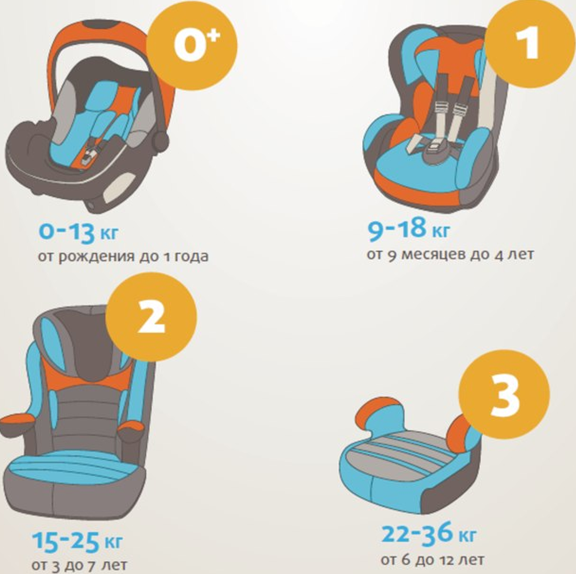 0+
1
0-13 кг
от рождения до 1 года
9-18 кг
от 9 месяцев до 4 лет
2
3
15-25 кг
от 3 до 7 лет
22-36 кг
от 6 до 12 лет